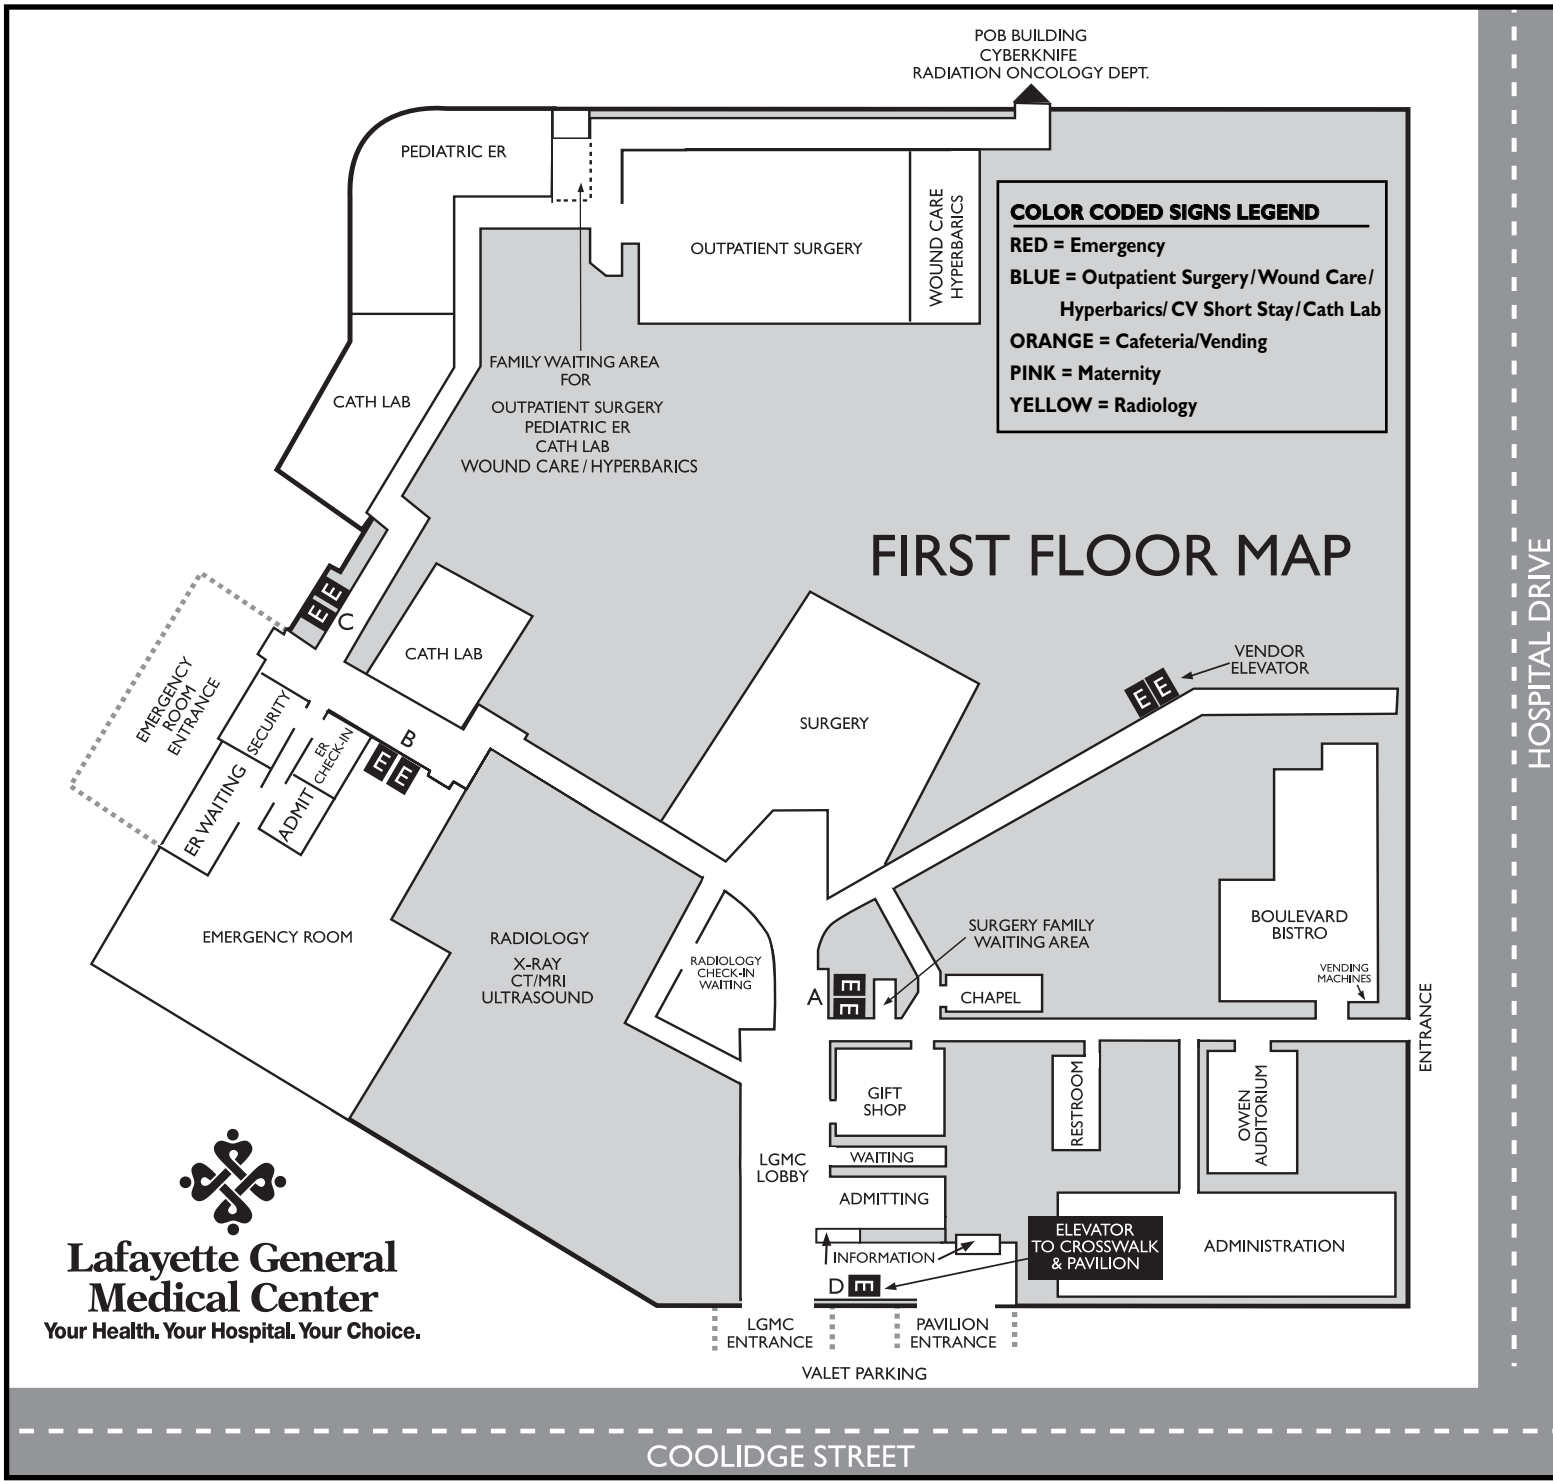 POB BUILDING
CYBERKNIFE
RADIATION ONCOLOGY DEPT.
PEDIATRIC ER
OUTPATIENT SURGERY
WOUND CARE
HYPERBARICS
COLOR CODED SIGNS LEGEND
RED = Emergency
BLUE = Outpatient Surgery/Wound Care/
Hyperbarics/ CV Short Stay/Cath Lab
ORANGE = Cafeteria/Vending
PINK = Maternity
YELLOW = Radiology
FAMILY WAITING AREA
FOR
OUTPATIENT SURGERY
PEDIATRIC ER
CATH LAB
WOUND CARE / HYPERBARICS
CATH LAB
FIRST FLOOR MAP
HOSPITAL DRIVE
E E
C
CATH LAB
EMERGENCY
ROOM
ENTRANCE
SECURITY
ER
CHECK-IN
B
E E
ER WAITING
ADMIT
SURGERY
VENDOR
ELEVATOR
E E
EMERGENCY ROOM
RADIOLOGY
X-RAY
CT/MRI
ULTRASOUND
RADIOLOGY
CHECK-IN
WAITING
A
E
E
SURGERY FAMILY
WAITING AREA
CHAPEL
BOULEVARD
BISTRO
VENDING
MACHINES
ENTRANCE
GIFT
SHOP
RESTROOM
OWEN
AUDITORIUM
LGMC
LOBBY
WAITING
ADMITTING
INFORMATION
D E
ELEVATOR
TO CROSSWALK
& PAVILION
ADMINISTRATION
Lafayette General
Medical Center
Your Health. Your Hospital. Your Choice.
LGMC
ENTRANCE
PAVILION
ENTRANCE
VALET PARKING
COOLIDGE STREET